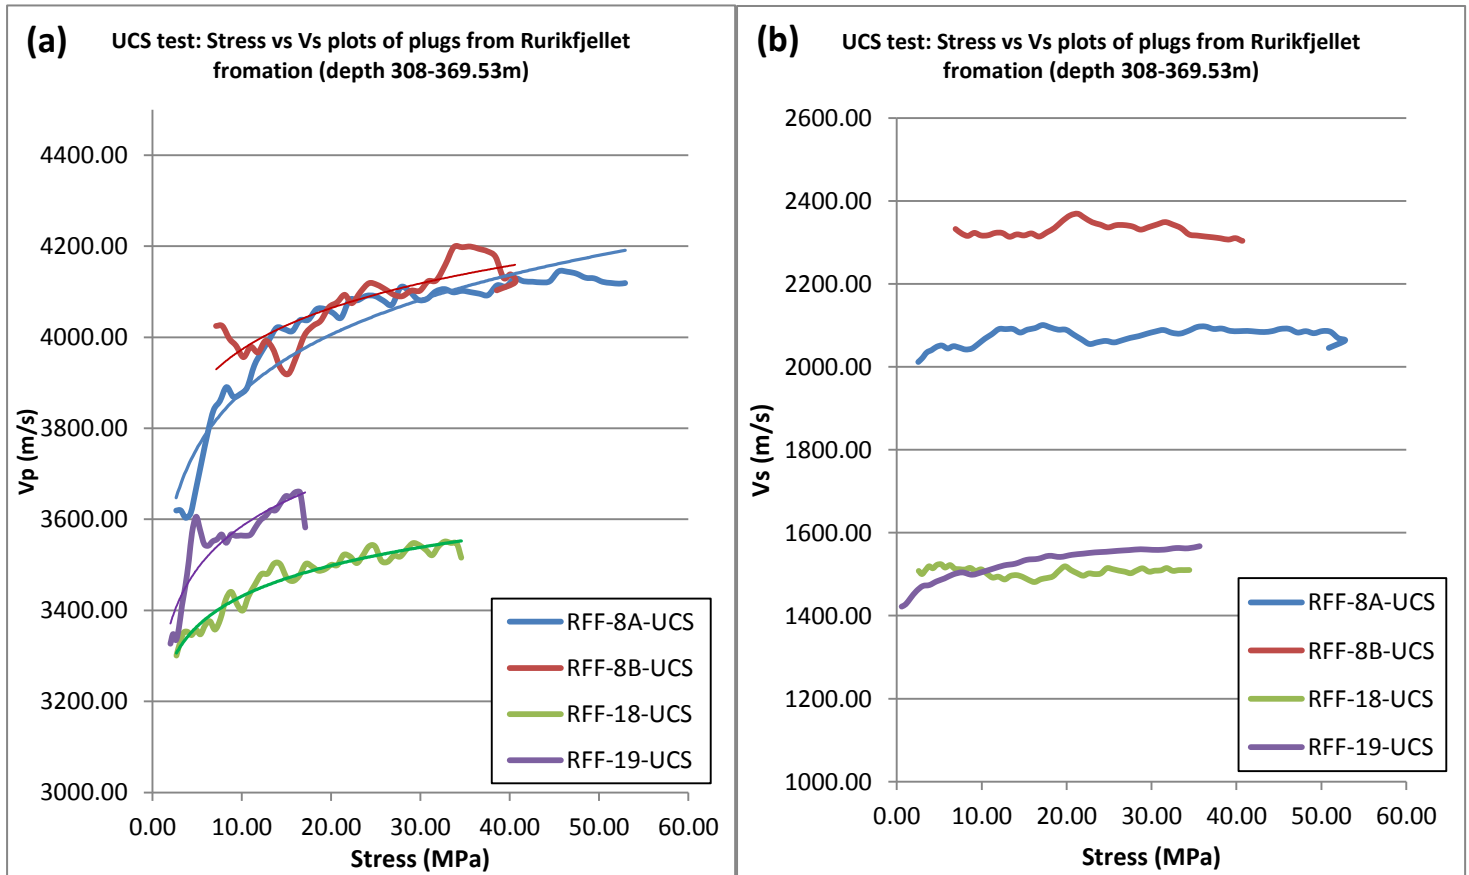 (a)
UCS test: Stress vs Vs plots of plugs from Rurikfjellet
fromation (depth 308-369.53m)
4400.00
4200.00
4000.00
3800.00
3600.00
3400.00
3200.00
3000.00
Vp (m/s)
0.00 10.00 20.00 30.00 40.00 50.00 60.00
Stress (MPa)
RFF-8A-UCS
RFF-8B-UCS
RFF-18-UCS
RFF-19-UCS
(b)
UCS test: Stress vs Vs plots of plugs from Rurikfjellet
fromation (depth 308-369.53m)
2600.00
2400.00
2200.00
2000.00
1800.00
1600.00
1400.00
1200.00
1000.00
Vs (m/s)
0.00 10.00 20.00 30.00 40.00 50.00 60.00
Stress (MPa)
RFF-8A-UCS
RFF-8B-UCS
RFF-18-UCS
RFF-19-UCS